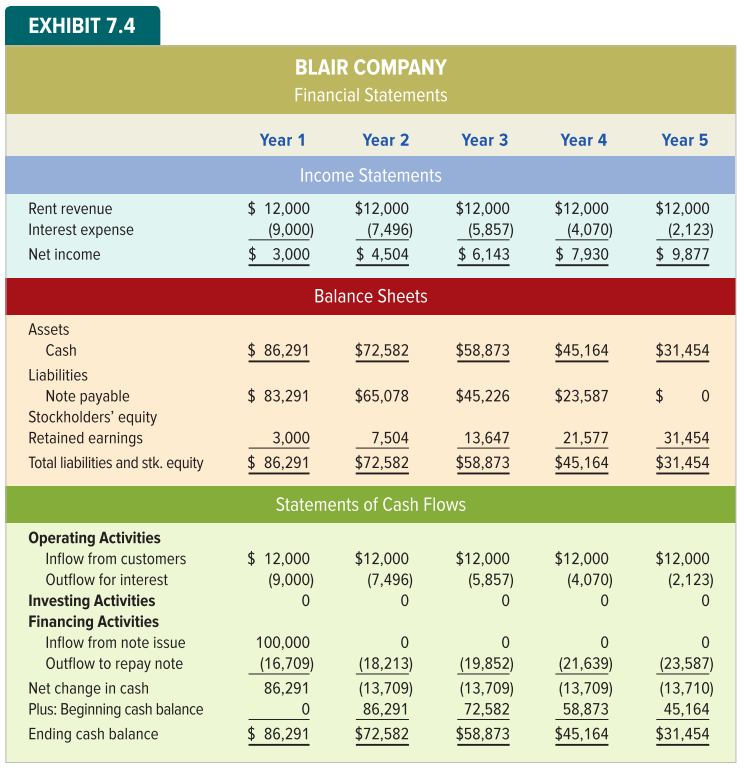 EXHIBIT 7.4
BLAIR COMPANY
Financial Statements
Year 1 Year 2 Year 3 Year 4 Year 5
Income Statements
Rent revenue $ 12,000 $12,000 $12,000 $12,000 $12,000
Interest expense (9,000) (7,496) (5,857) (4,070) (2,123)
Net income $ 3,000 $ 4,504 $ 6,143 $ 7,930 $ 9,877
Balance Sheets
Assets
Cash $ 86,291 $72,582 $58,873 $45,164 $31,454
Liabilities
Note payable $ 83,291 $65,078 $45,226 $23,587 $ 0
Stockholders' equity
Retained earnings 3,000 7,504 13,647 21,577 31,454
Total liabilities and stk. equity $ 86,291 $72,582 $58,873 $45,164 $31,454
Statements of Cash Flows
Operating Activities
Inflow from customers $ 12,000 $12,000 $12,000 $12,000 $12,000
Outflow for interest (9,000) (7,496) (5,857) (4,070) (2,123)
Investing Activities 0 0 0 0 0
Financing Activities
Inflow from note issue 100,000 0 0 0 0
Outflow to repay note (16,709) (18,213) (19,852) (21,639) (23,587)
Net change in cash 86,291 (13,709) (13,709) (13,709) (13,710)
Plus: Beginning cash balance 0 86,291 72,582 58,873 45,164
Ending cash balance $ 86,291 $72,582 $58,873 $45,164 $31,454